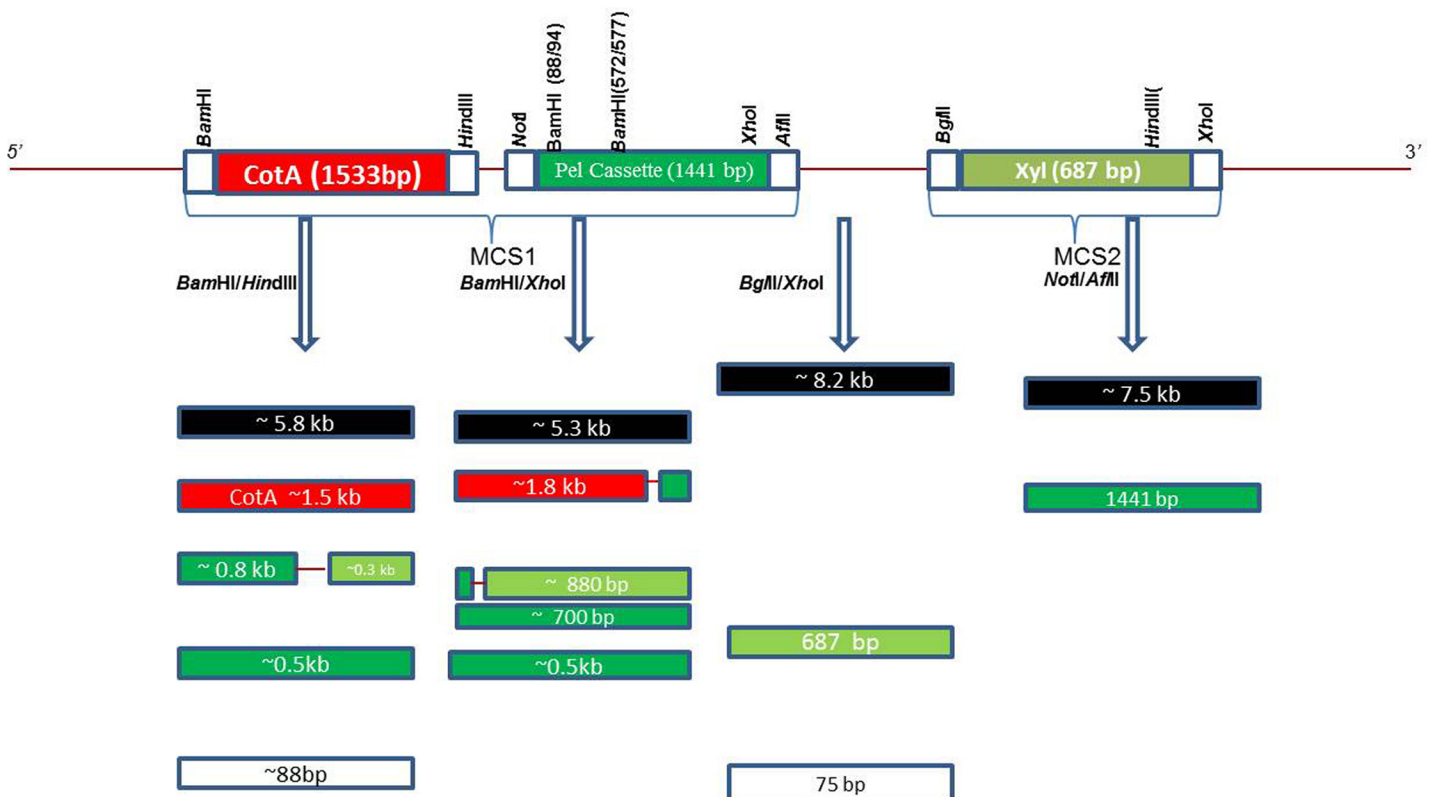 BamHI
HindIII
NotI
BamHI (88/94)
BamHI(572/577)
XhoI
AflII
BglII
HindIII(
XhoI
5’
CotA (1533bp)
Pel Cassette (1441 bp)
Xyl (687 bp)
3’
MCS1
MCS2
BamHI/HindIII
BamHI/XhoI
BglII/XhoI
NotI/AflII
~ 8.2 kb
~ 7.5 kb
~ 5.8 kb
~ 5.3 kb
CotA ~1.5 kb
~1.8 kb
1441 bp
~ 0.8 kb
~0.3 kb
~ 880 bp
~ 700 bp
687 bp
~0.5kb
~0.5kb
~88bp
75 bp